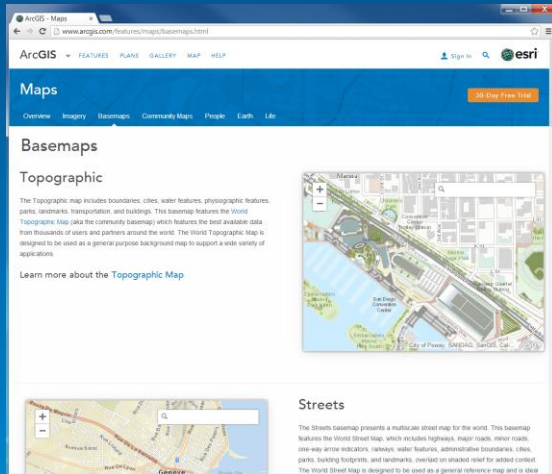 ArcGIS - Maps
www.arcgis.com/features/maps/basemaps.html
ArcGIS FEATURES PLANS GALLERY MAP HELP Sign In esri
Maps
30-Day Free Trial
Overview Imagery Basemaps Community Maps People Earth Life
Basemaps
Topographic
The Topographic map includes boundaries, cities, water features, physiographic features
parks, landmarks, transportation, and buildings. This basemap features the World
Topographic Map (aka the community basemap) which features the best available data
from thousands of users and partners around the world. The World Topographic Map is
designed to be used as a general purpose background map to support a wide variety of
applications
Learn more about the Topographic Map
Marina
Convention
Center
Trolley Station
San Diego
Convention
Center
City of Poway, SANDAG, SanGIS, Cal
Streets
The Streets basemap presents a multiscale street map for the world. This basemap
features the World Street Map, which includes highways, major roads, minor roads,
one-way arrow indicators, railways, water features, administrative boundaries, cities,
parks, building footprints, and landmarks, overlaid on shaded relief for added context
The World Street Map is designed to be used as a general reference map and is ideal
Genève